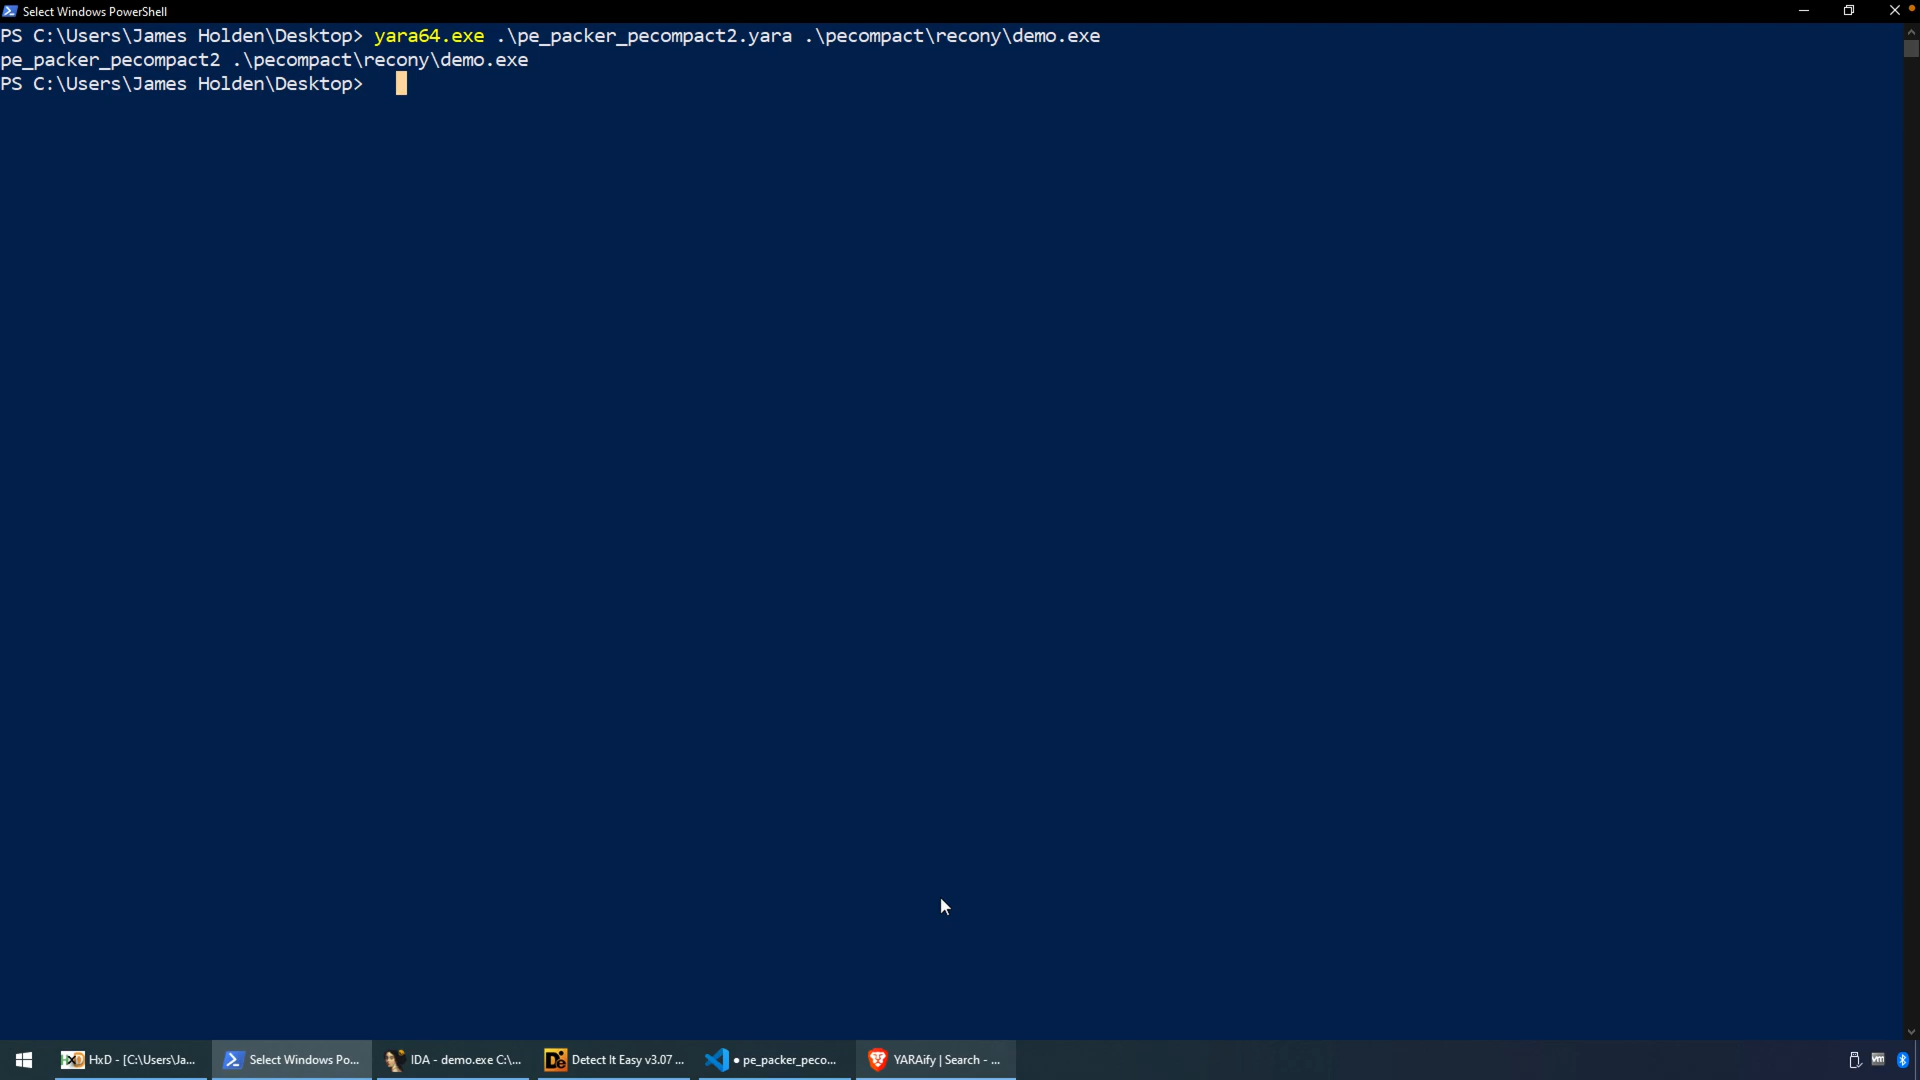 Select Windows PowerShell
PS C:\Users\James Holden\Desktop> yara64.exe .\pe_packer_pecompact2.yara .\pecompact\recony\demo.exe
pe_packer_pecompact2 .\pecompact\recony\demo.exe
PS C:\Users\James Holden\Desktop>
HxD - [C:\Users\Ja...
Select Windows Po...
IDA - demo.exe C:\...
Detect It Easy v3.07 ...
● pe_packer_peco...
YARAify | Search - ...